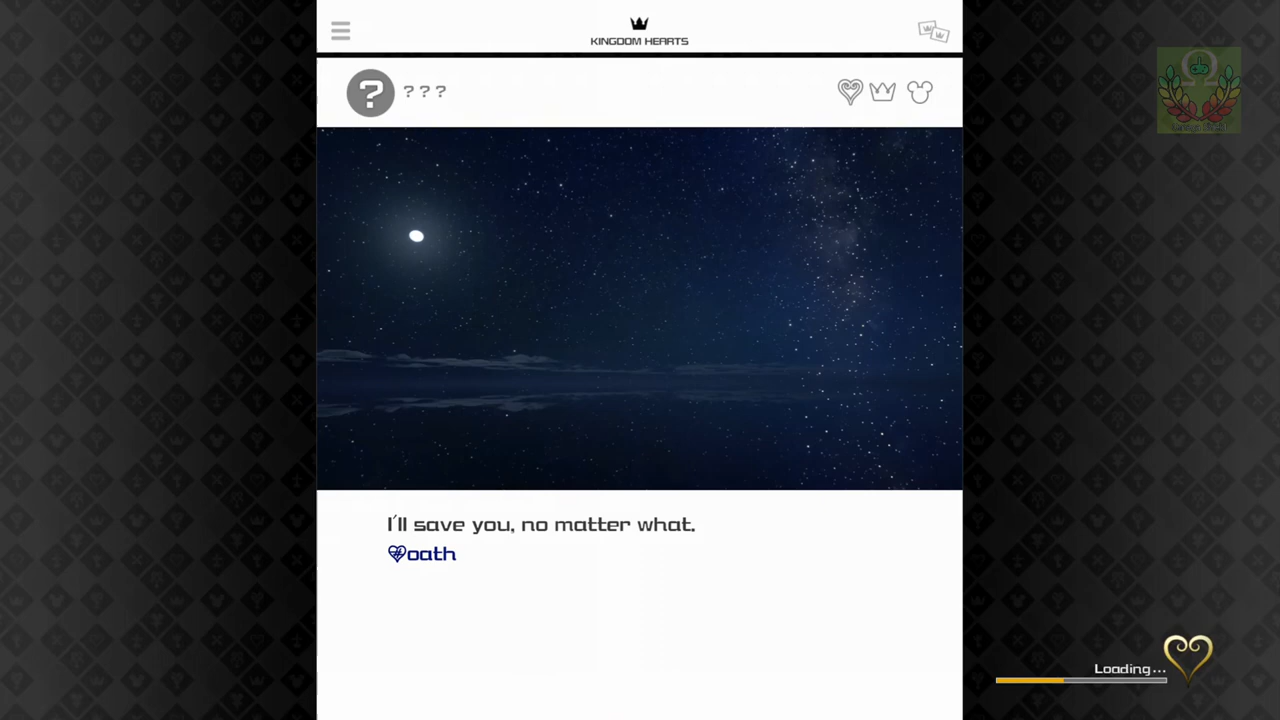 KINGDOM HEARTS
? ? ?
I'll save you, no matter what.
#oath
Loading...